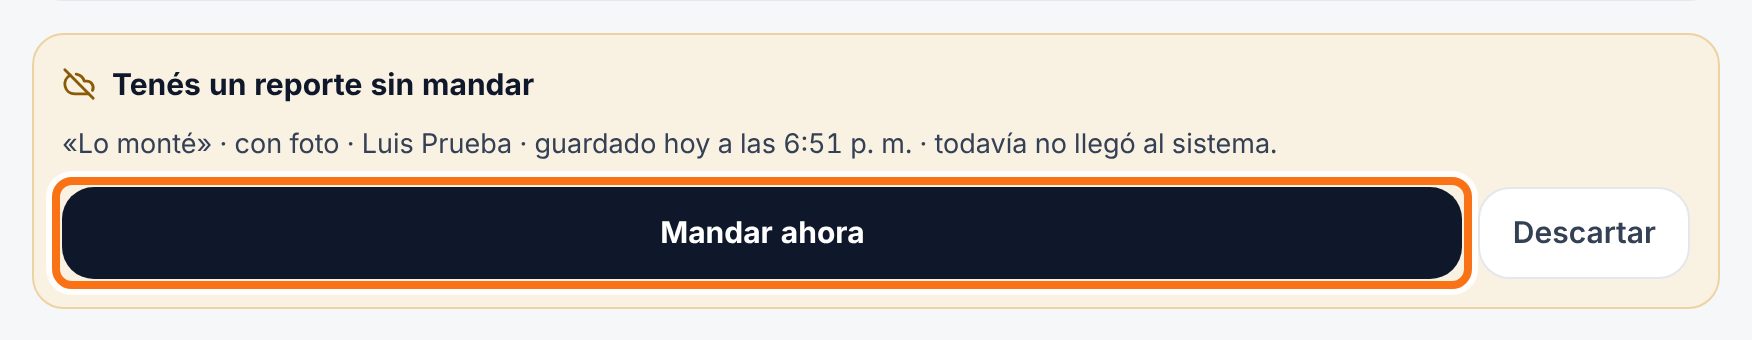 Tenés un reporte sin mandar
«Lo monté» · con foto · Luis Prueba · guardado hoy a las 6:51 p. m. · todavía no llegó al sistema.
Mandar ahora
Descartar